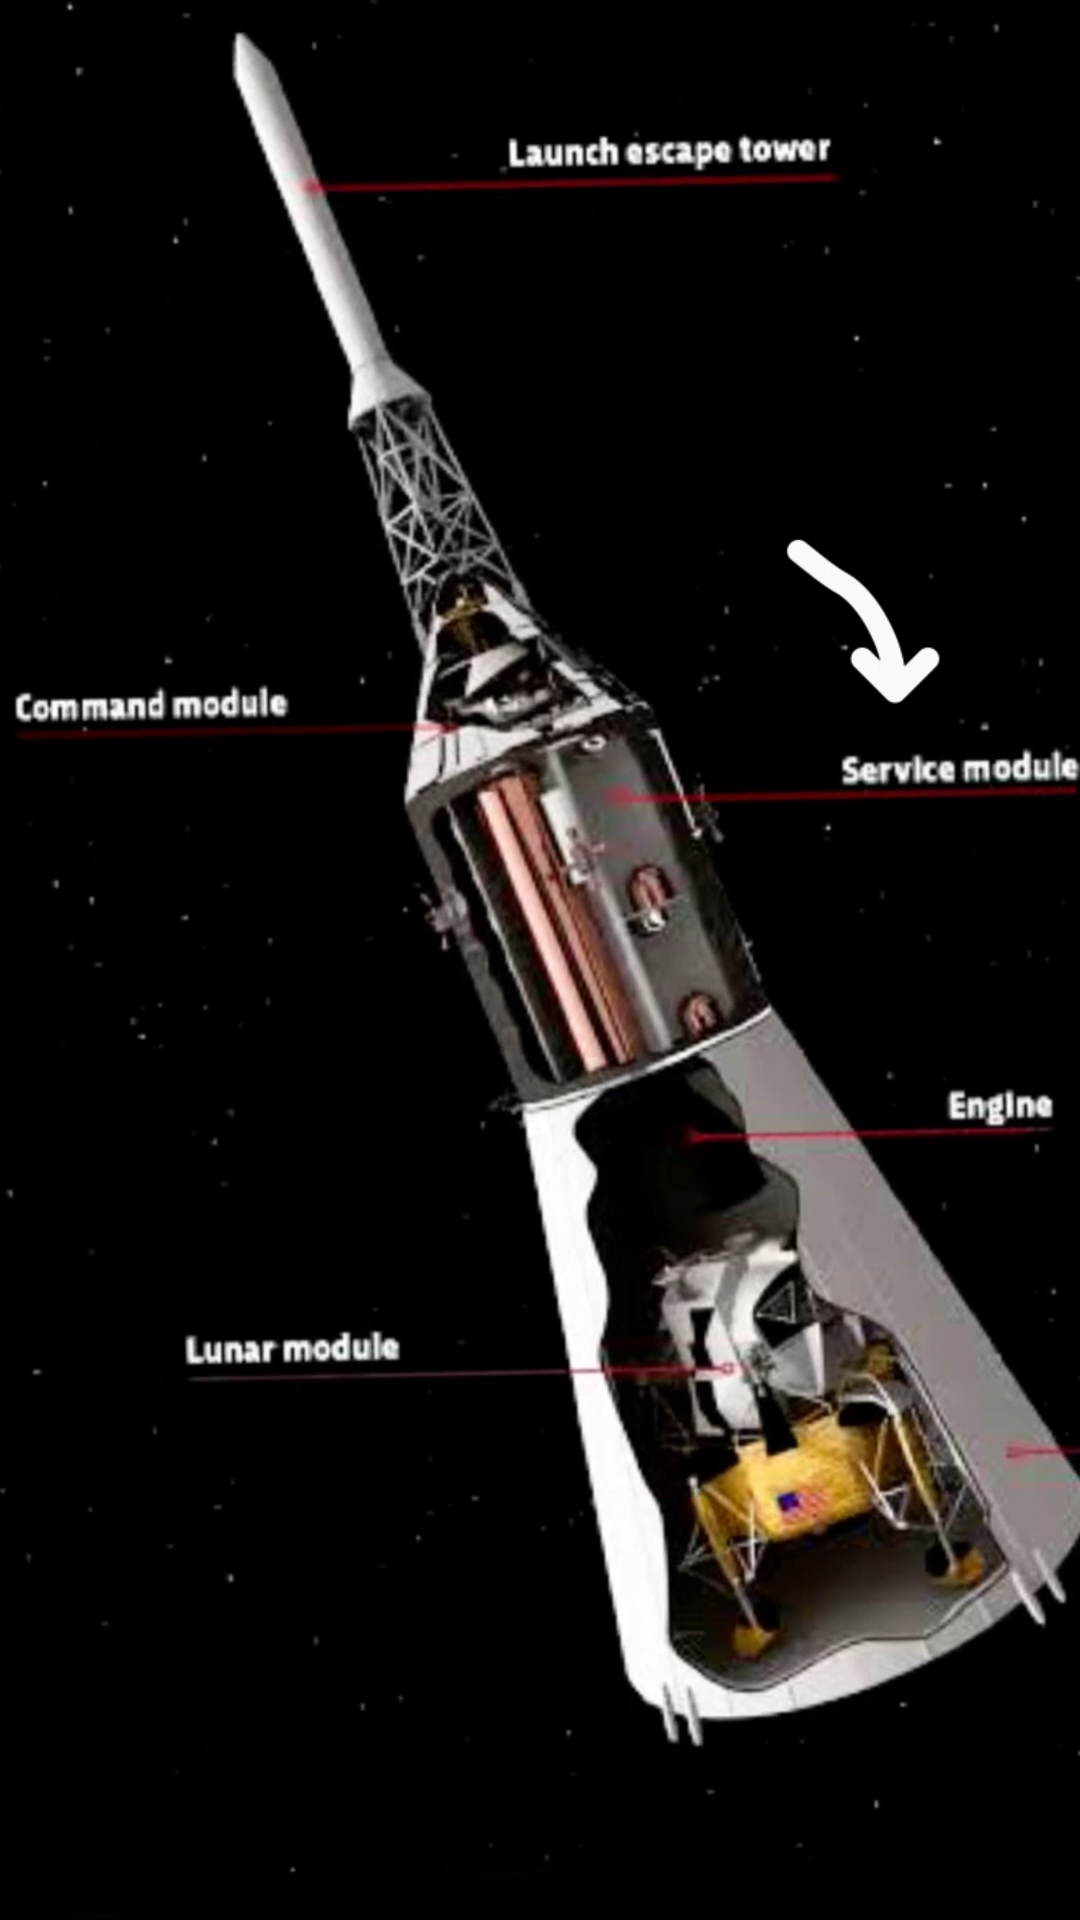 Launch escape tower
Command module
Service module
Engine
Lunar module